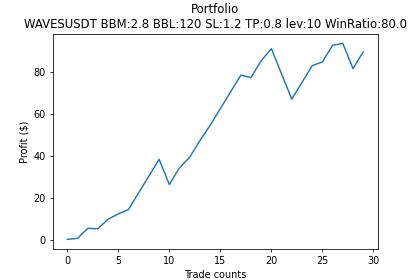 Portfolio
WAVESUSDT BBM:2.8 BBL:120 SL:1.2 TP:0.8 lev:10 WinRatio:80.0
Profit ($)
80
60
40
20
0
0 5 10 15 20 25 30
Trade counts